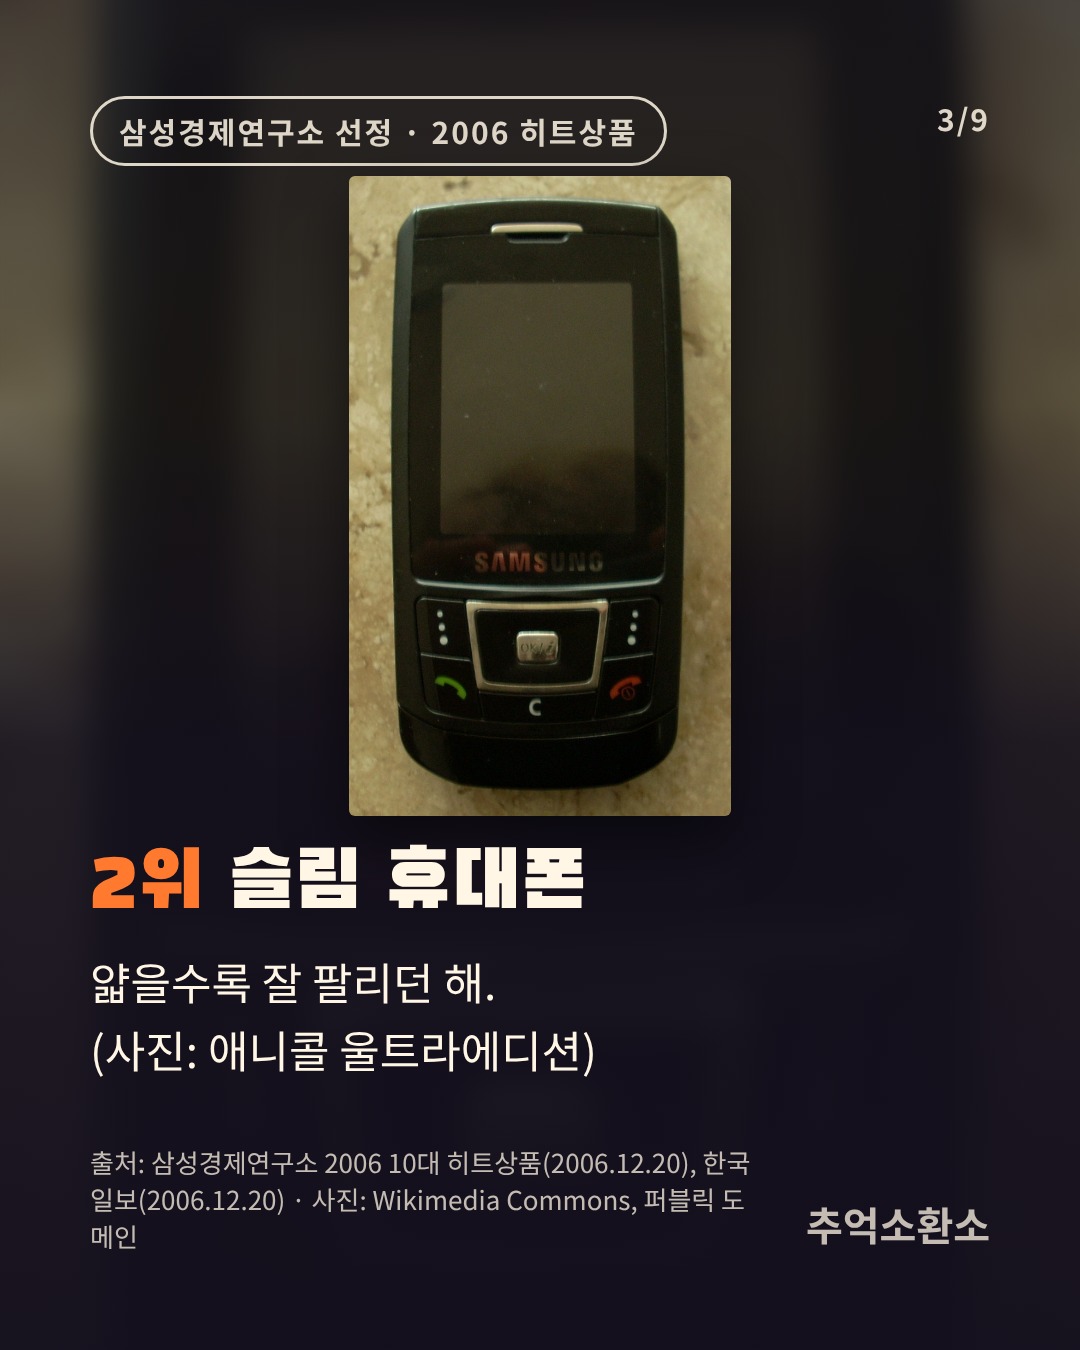 삼성경제연구소 선정 · 2006 히트상품
3/9
SAMSUNG
C
2위 슬림 휴대폰
얇을수록 잘 팔리던 해.
(사진: 애니콜 울트라에디션)
출처: 삼성경제연구소 2006 10대 히트상품(2006.12.20), 한국
일보(2006.12.20) · 사진: Wikimedia Commons, 퍼블릭 도
메인
추억소환소